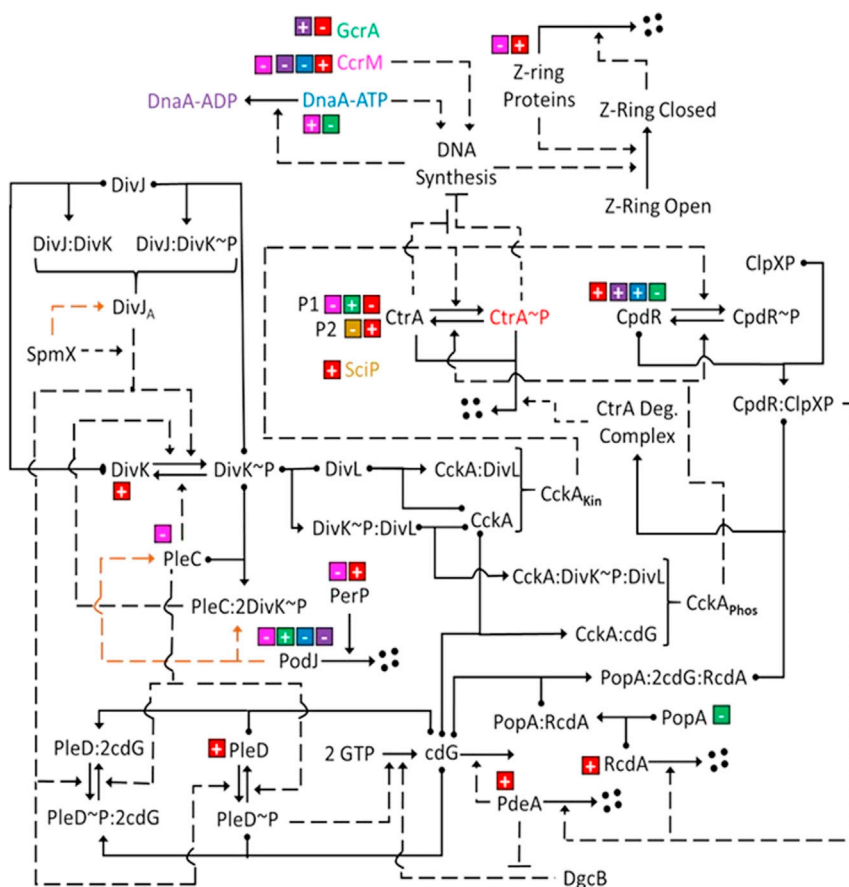 + - GcrA
- - - + CcrM
- +
Z-ring
Proteins
DnaA-ADP
DnaA-ATP
+ -
DNA
Synthesis
Z-Ring Closed
Z-Ring Open
DivJ
DivJ:DivK
DivJ:DivK~P
DivJA
SpmX
P1 - + -
P2 - +
CtrA
CtrA~P
+ SciP
+ + + -
CpdR
CpdR~P
ClpXP
CpdR:ClpXP
CtrA Deg.
Complex
DivK
+
DivK~P
DivL
CckA:DivL
CckAKin
DivK~P:DivL
CckA
-
PleC
CckA:DivK~P:DivL
CckAPhos
PleC:2DivK~P
- +
PerP
- + - -
PodJ
CckA:cdG
PopA:2cdG:RcdA
PopA:RcdA
PopA -
PleD:2cdG
+ PleD
2 GTP
cdG
+ RcdA
+
PdeA
PleD~P:2cdG
PleD~P
DgcB